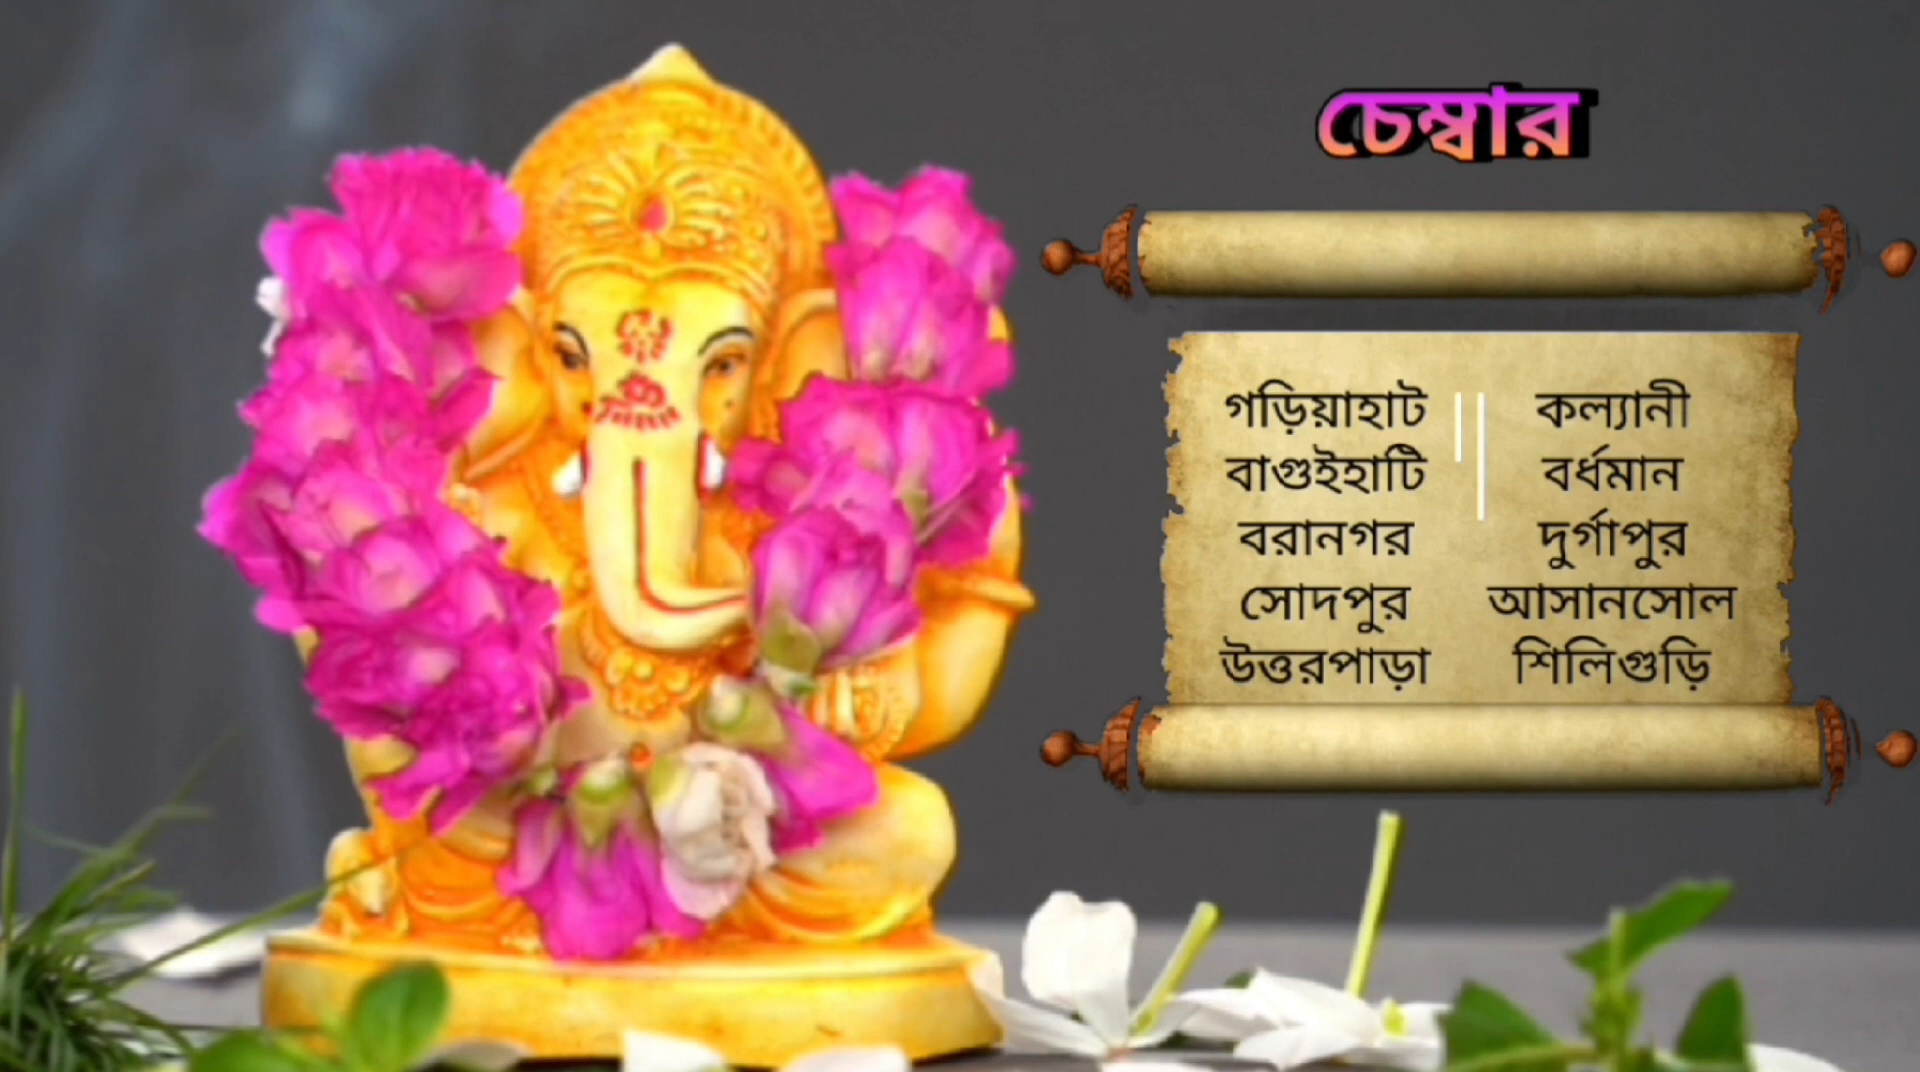 চেম্বার
গড়িয়াহাট
বাগুইহাটি
বরানগর
সোদপুর
উত্তরপাড়া
কল্যানী
বর্ধমান
দুর্গাপুর
আসানসোল
শিলিগুড়ি